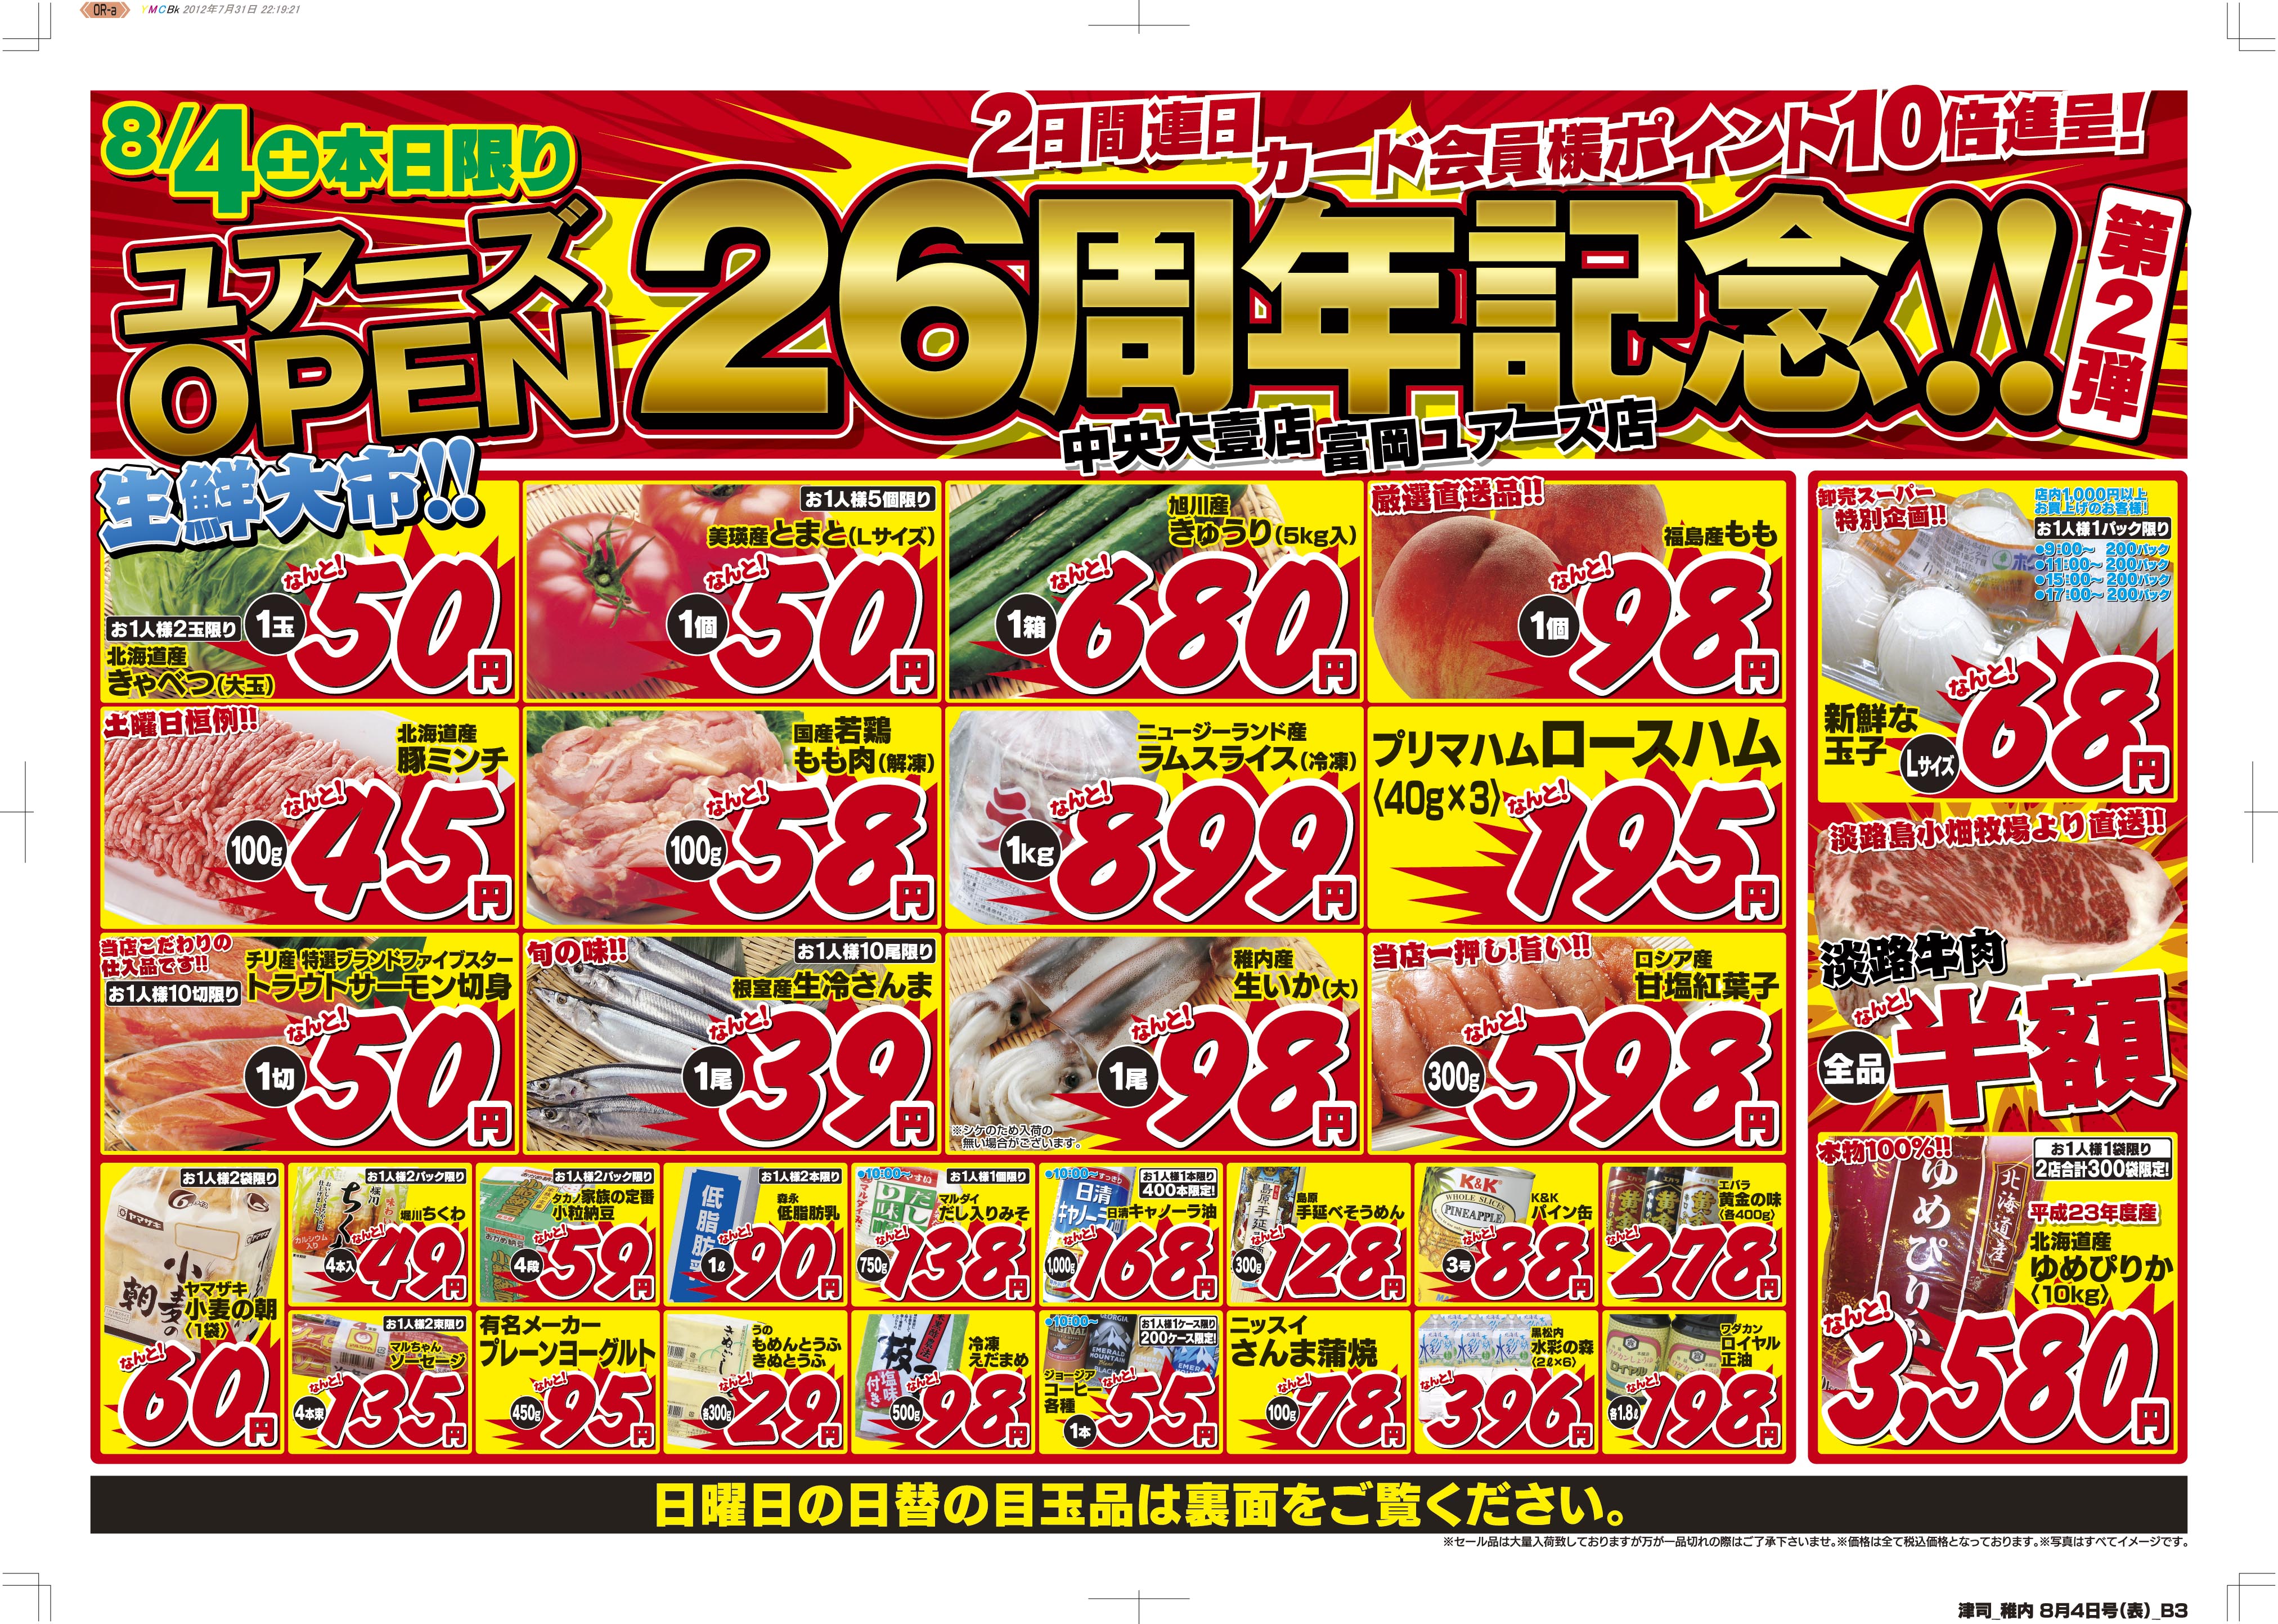 OR-a YMCBk 2012年7月31日 22:19:21
8/4土本日限り
2日間連日カード会員様ポイント10倍進呈!
ユアーズ
OPEN
26周年記念!!
第2弾
中央大壹店 富岡ユアーズ店
生鮮大市!!
お1人様2玉限り
北海道産
きゃべつ(大玉)
1玉
なんと!
50円
お1人様5個限り
美瑛産とまと(Lサイズ)
1個
なんと!
50円
旭川産
きゅうり(5kg入)
1箱
なんと!
680円
厳選直送品!!
福島産もも
1個
なんと!
98円
卸売スーパー
特別企画!!
店内1,000円以上
お買上げのお客様!
お1人様1パック限り
●9:00〜 200パック
●11:00〜 200パック
●15:00〜 200パック
●17:00〜 200パック
新鮮な
玉子
Lサイズ
なんと!
68円
土曜日恒例!!
北海道産
豚ミンチ
100g
なんと!
45円
国産若鶏
もも肉(解凍)
100g
なんと!
58円
ニュージーランド産
ラムスライス(冷凍)
1kg
なんと!
899円
プリマハムロースハム
〈40g×3〉
なんと!
195円
淡路島小畑牧場より直送!!
淡路牛肉
なんと!
全品
半額
当店こだわりの
仕入品です!!
お1人様10切限り
チリ産 特選ブランドファイブスター
トラウトサーモン切身
1切
なんと!
50円
旬の味!!
お1人様10尾限り
根室産生冷さんま
1尾
なんと!
39円
稚内産
生いか(大)
1尾
なんと!
98円
※シケのため入荷の
無い場合がございます。
当店一押し!旨い!!
ロシア産
甘塩紅葉子
300g
なんと!
598円
本物100%!!
お1人様1袋限り
2店合計300袋限定!
平成23年度産
北海道産
ゆめぴりか
〈10kg〉
なんと!
3,580円
北海道産
ゆめぴりか
お1人様2袋限り
ヤマザキ
小麦の朝
〈1袋〉
なんと!
60円
お1人様2パック限り
堀川ちくわ
4本入
なんと!
49円
お1人様2パック限り
タカノ家族の定番
小粒納豆
4段
なんと!
59円
お1人様2本限り
森永
低脂肪乳
低脂肪
1ℓ
なんと!
90円
●10:00〜
お1人様1個限り
マルダイ
だし入りみそ
750g
なんと!
138円
●10:00〜
お1人様1本限り
400本限定!
日清キャノーラ油
1,000g
なんと!
168円
島原
手延べそうめん
300g
なんと!
128円
K&K
WHOLE SLICES
PINEAPPLE
K&K
パイン缶
3号
なんと!
88円
エバラ
黄金の味
〈各400g〉
なんと!
278円
お1人様2束限り
マルちゃん
ソーセージ
4本束
なんと!
135円
有名メーカー
プレーンヨーグルト
450g
なんと!
95円
うの
もめんとうふ
きぬとうふ
各300g
なんと!
29円
冷凍
えだまめ
500g
なんと!
98円
●10:00〜
お1人様1ケース限り
200ケース限定!
ジョージア
コーヒー
各種
1本
なんと!
55円
ニッスイ
さんま蒲焼
100g
なんと!
78円
黒松内
水彩の森
〈2ℓ×6〉
なんと!
396円
ワダカン
ロイヤル
正油
各1.8ℓ
なんと!
198円
日曜日の日替の目玉品は裏面をご覧ください。
※セール品は大量入荷致しておりますが万が一品切れの際はご了承下さいませ。※価格は全て税込価格となっております。※写真はすべてイメージです。
津司_稚内 8月4日号(表)_B3